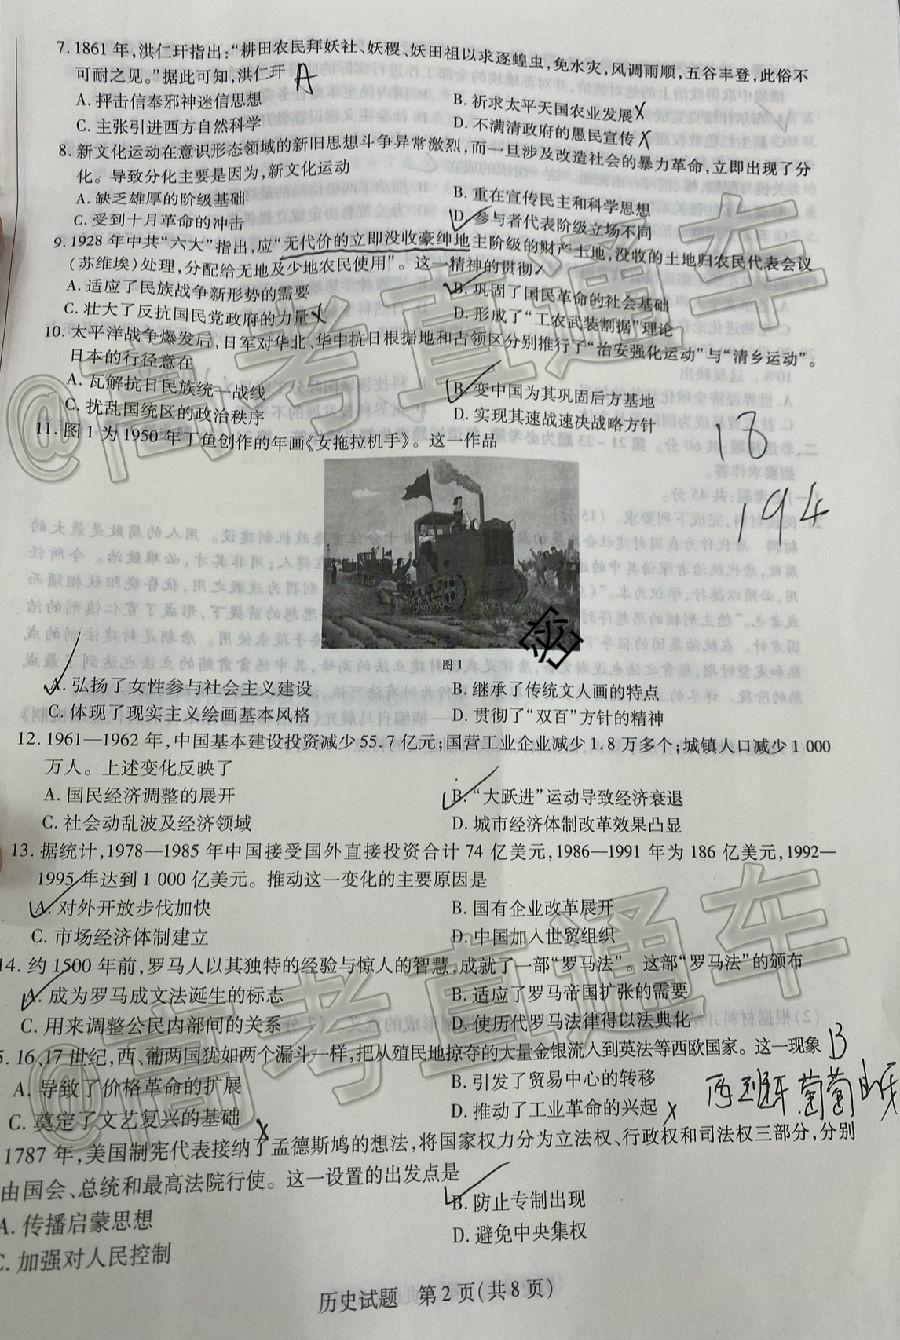 7. 1861 年，洪仁玕指出：“耕田农民拜妖社、妖稷，妖田祖以求逐蝗虫，免水灾，风调雨顺，五谷丰登，此俗不
可耐之见。”据此可知，洪仁玕 A
A. 抨击信奉邪神迷信思想 B. 祈求太平天国农业发展
C. 主张引进西方自然科学 D. 不满清政府的愚民宣传
8. 新文化运动在意识形态领域的新旧思想斗争异常激烈，而一旦涉及改造社会的暴力革命，立即出现了分
化。导致分化主要是因为，新文化运动
A. 缺乏雄厚的阶级基础 B. 重在宣传民主和科学思想
C. 受到十月革命的冲击 D. 参与者代表阶级立场不同
9. 1928 年中共“六大”指出，应“无代价的立即没收豪绅地主阶级的财产土地，没收的土地归农民代表会议
(苏维埃)处理，分配给无地及少地农民使用”。这一精神的贯彻
A. 适应了民族战争新形势的需要 B. 巩固了国民革命的社会基础
C. 壮大了反抗国民党政府的力量 D. 形成了“工农武装割据”理论
10. 太平洋战争爆发后，日军对华北、华中抗日根据地和占领区分别推行了“治安强化运动”与“清乡运动”。
日本的行径意在
A. 瓦解抗日民族统一战线 B. 变中国为其巩固后方基地
C. 扰乱国统区的政治秩序 D. 实现其速战速决战略方针
11. 图 1 为 1950 年丁鱼创作的年画《女拖拉机手》。这一作品
18
194
图 1
A. 弘扬了女性参与社会主义建设 B. 继承了传统文人画的特点
C. 体现了现实主义绘画基本风格 D. 贯彻了“双百”方针的精神
12. 1961—1962 年，中国基本建设投资减少 55.7 亿元；国营工业企业减少 1.8 万多个；城镇人口减少 1 000
万人。上述变化反映了
A. 国民经济调整的展开 B. “大跃进”运动导致经济衰退
C. 社会动乱波及经济领域 D. 城市经济体制改革效果凸显
13. 据统计，1978—1985 年中国接受国外直接投资合计 74 亿美元，1986—1991 年为 186 亿美元，1992—
1995 年达到 1 000 亿美元。推动这一变化的主要原因是
A. 对外开放步伐加快 B. 国有企业改革展开
C. 市场经济体制建立 D. 中国加入世贸组织
14. 约 1500 年前，罗马人以其独特的经验与惊人的智慧，成就了一部“罗马法”。这部“罗马法”的颁布
A. 成为罗马成文法诞生的标志 B. 适应了罗马帝国扩张的需要
C. 用来调整公民内部间的关系 D. 使历代罗马法律得以法典化
5. 16、17 世纪，西、葡两国犹如两个漏斗一样，把从殖民地掠夺的大量金银流入到英法等西欧国家。这一现象 B
A. 导致了价格革命的扩展 B. 引发了贸易中心的转移
C. 奠定了文艺复兴的基础 D. 推动了工业革命的兴起
西班牙 葡萄牙
1787 年，美国制宪代表接纳了孟德斯鸠的想法，将国家权力分为立法权、行政权和司法权三部分，分别
由国会、总统和最高法院行使。这一设置的出发点是
A. 传播启蒙思想 B. 防止专制出现
C. 加强对人民控制 D. 避免中央集权
历史试题 第 2 页(共 8 页)
@高考直通车
@高考直通车